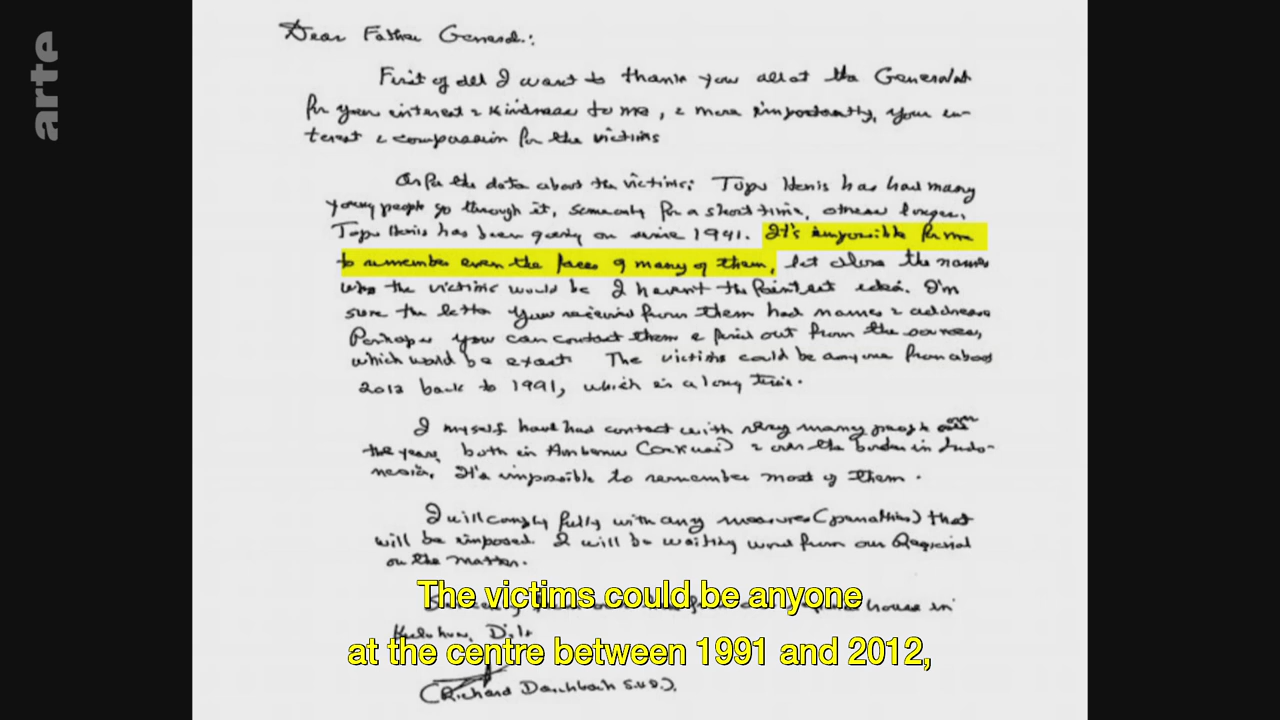 arte
Dear Father General.:
First of all I want to thank you all at the Generalat
for your interest & kindness to me, & more importantly, your in-
terest & compassion for the victims
As for the data about the victims: Topu Honis has had many
young people go through it, some only for a short time, others longer.
Topu Honis has been going on since 1991. It's impossible for me
to remember even the faces of many of them, let alone the names
who the victims would be I haven't the faintest idea. I'm
sure the letter you received from them had names & address
Perhaps you can contact them & find out from the sources,
which would be exact. The victims could be anyone from about
2012 back to 1991, which is a long time.
I myself have had contact with very many people over
the years, both in Ambenu (Oekusi) & over the border in Indo-
nesia. It's impossible to remember most of them.
I will comply fully with any measures (penalties) that
will be imposed. I will be waiting word from our Regional
on the matter.
house in
Kuluhun, Dili
(Richard Daschbach S.V.D.).
The victims could be anyone
at the centre between 1991 and 2012,